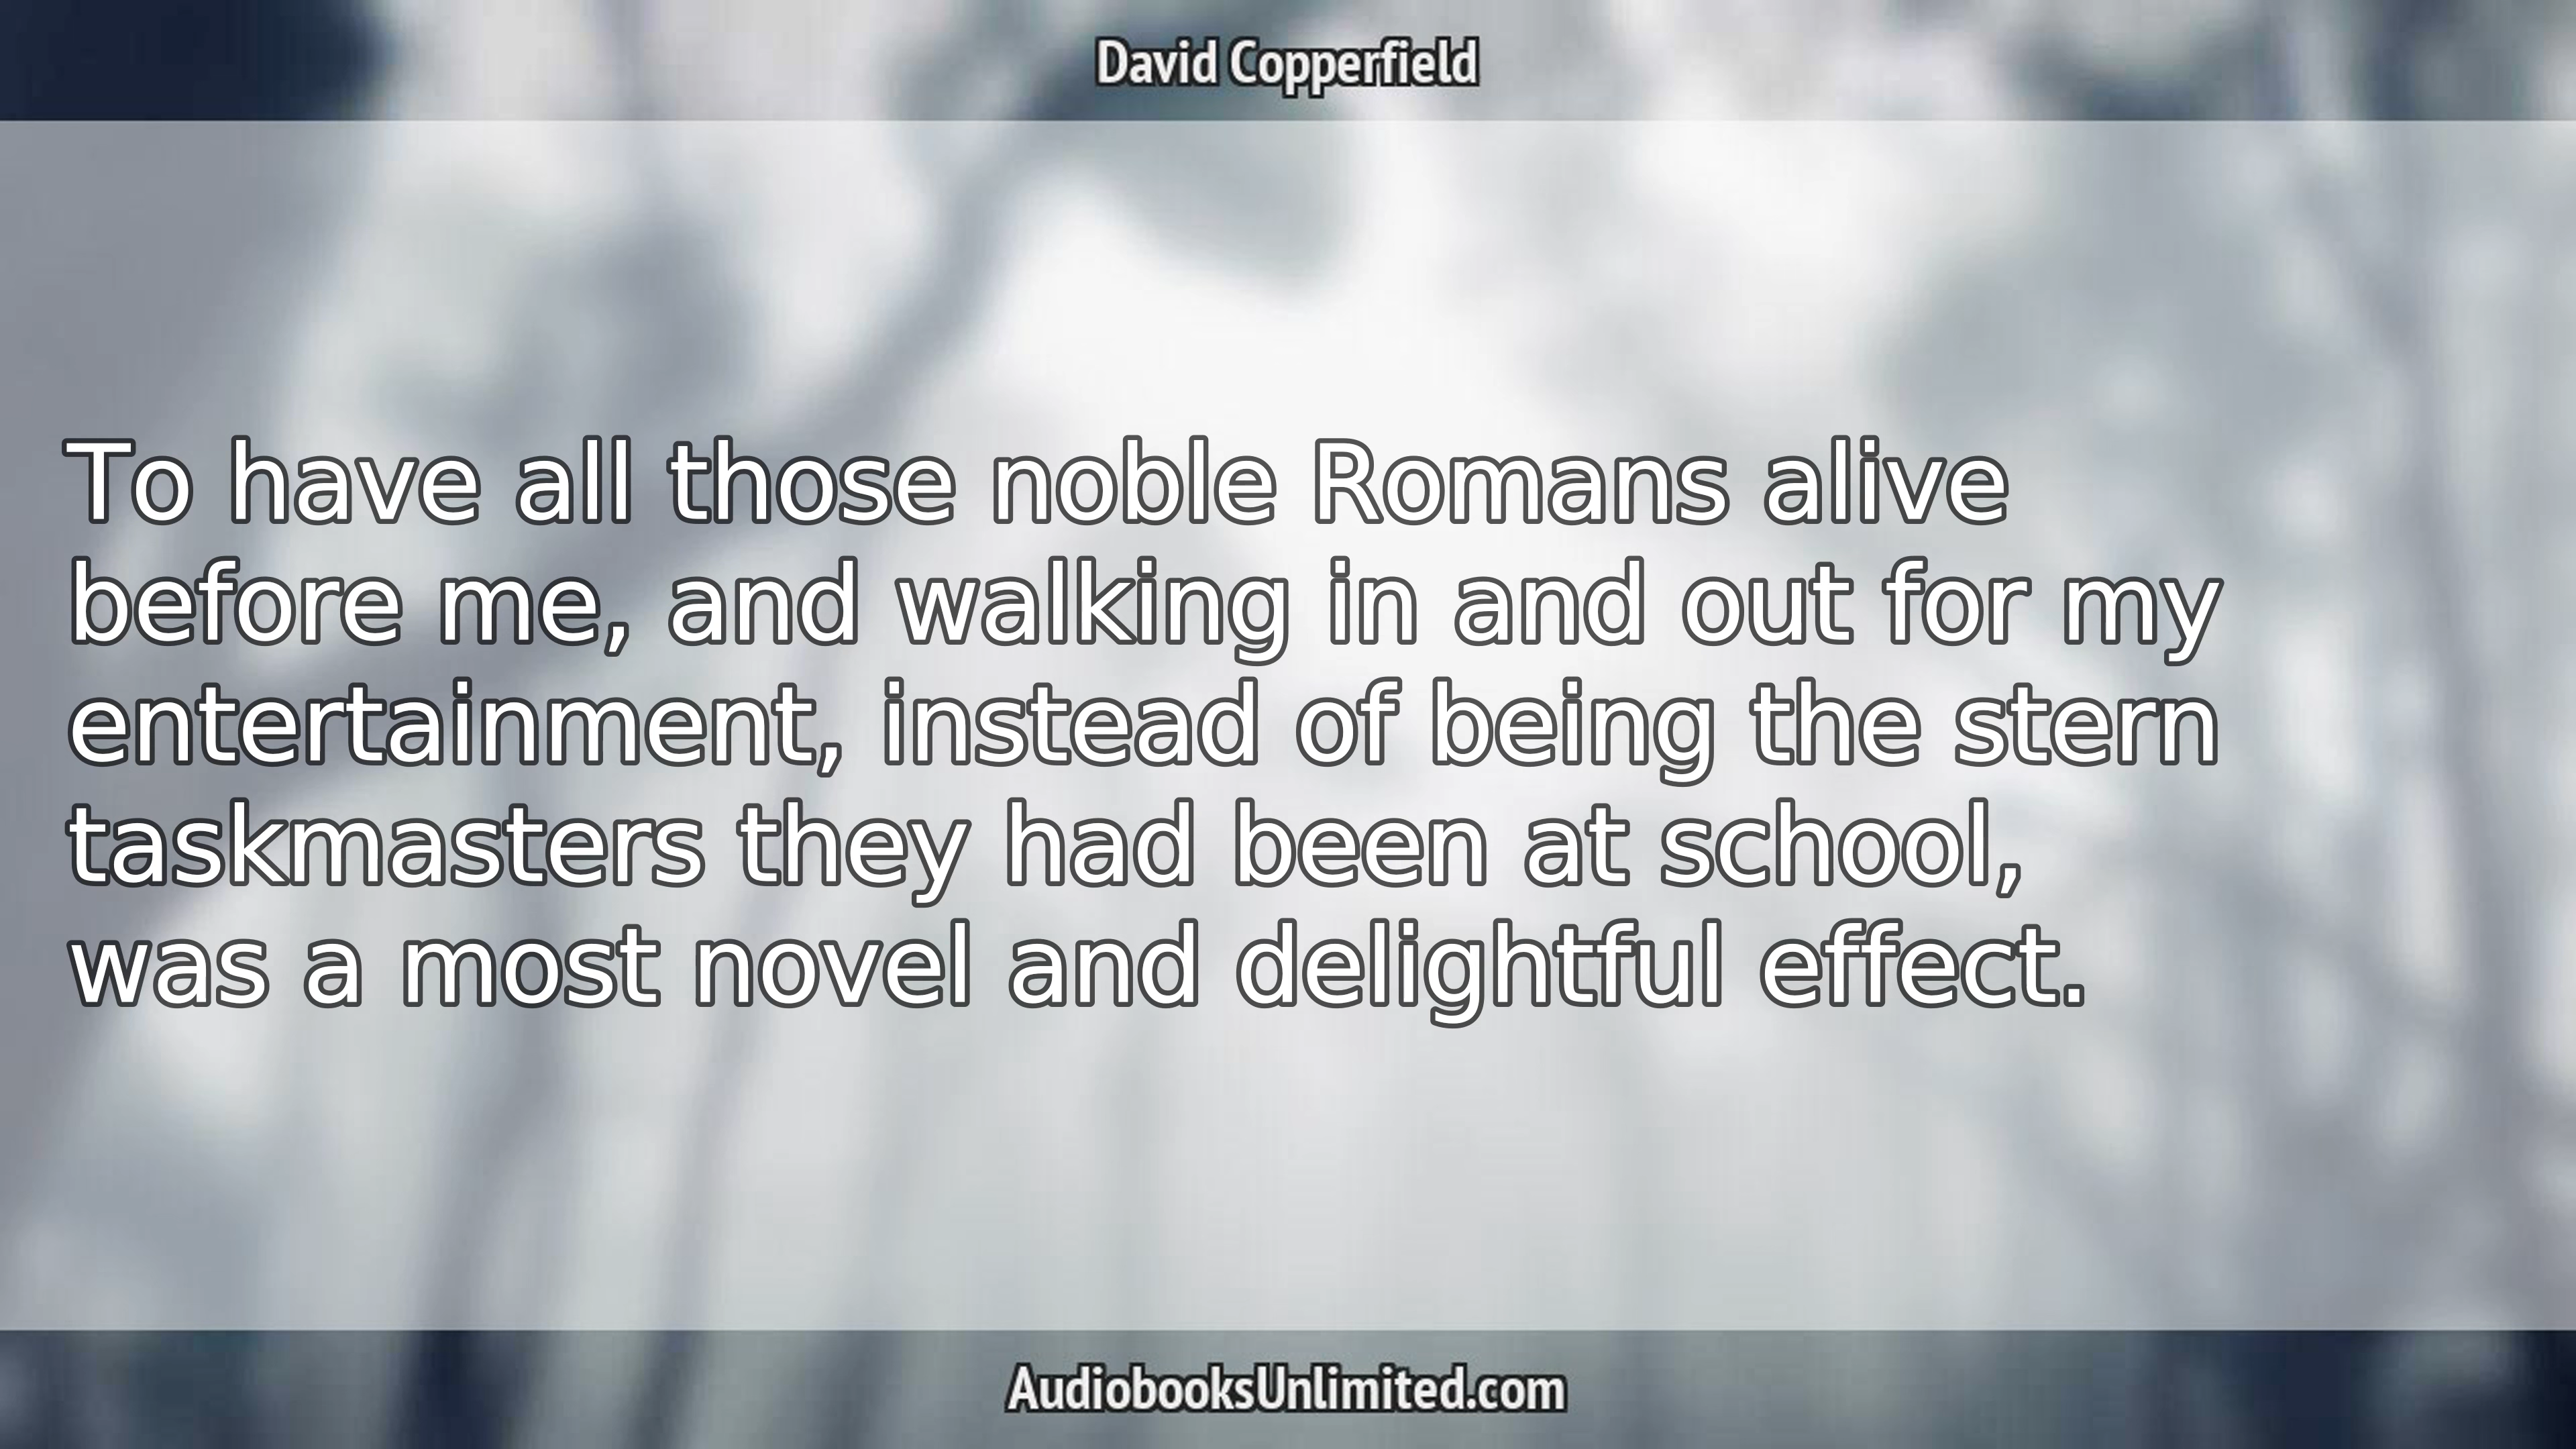 David Copperfield
To have all those noble Romans alive
before me, and walking in and out for my
entertainment, instead of being the stern
taskmasters they had been at school,
was a most novel and delightful effect.
AudiobooksUnlimited.com